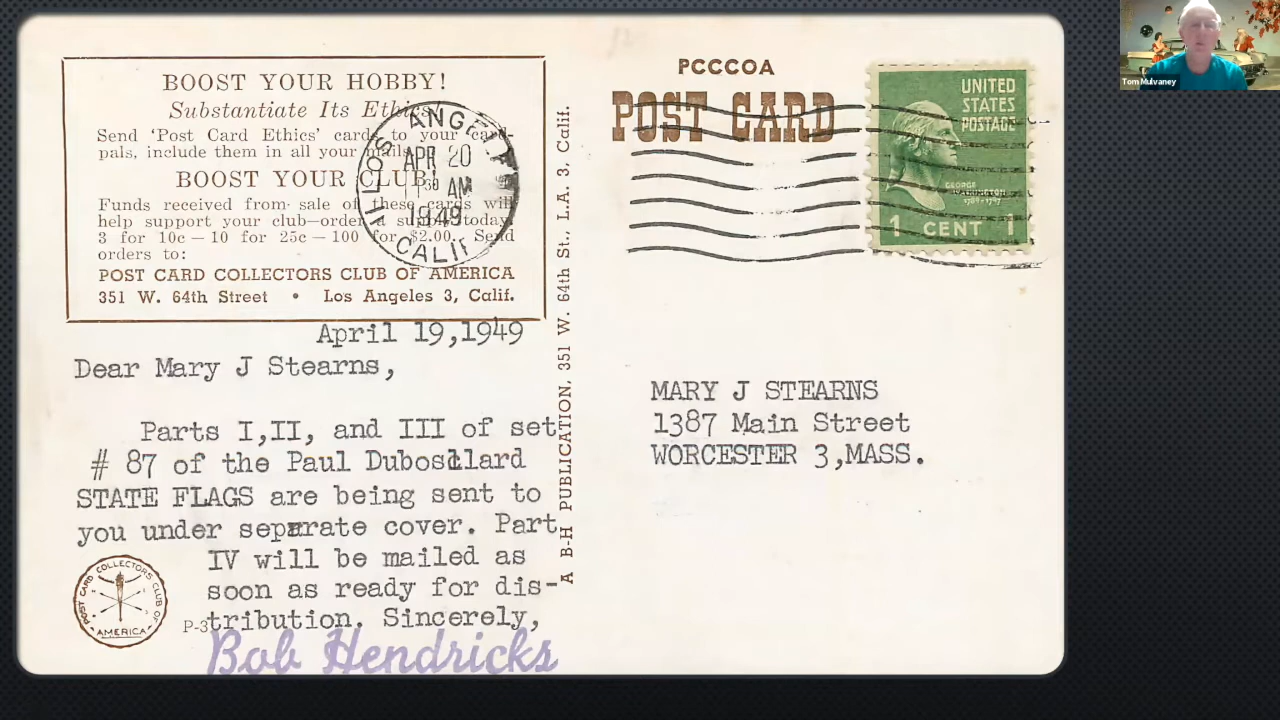 BOOST YOUR HOBBY!
Substantiate Its Ethics!
Send 'Post Card Ethics' cards to your card-
pals, include them in all your mails.
BOOST YOUR CLUB!
Funds received from sale of these cards will
help support your club—order a supply today.
3 for 10c — 10 for 25c — 100 for $2.00. Send
orders to:
POST CARD COLLECTORS CLUB OF AMERICA
351 W. 64th Street • Los Angeles 3, Calif.
LOS ANGELES
APR 20
30 AM
1949
CALIF.
April 19,1949
Dear Mary J Stearns,
Parts I,II, and III of set
# 87 of the Paul
STATE FLAGS are being sent to
you under separate cover. Part
IV will be mailed as
soon as ready for dis-
tribution. Sincerely,
Bob Hendricks
POST CARD COLLECTORS CLUB OF
AMERICA
P-3
A B-H PUBLICATION, 351 W. 64th St., L.A. 3, Calif.
PCCCOA
POST CARD
UNITED
STATES
POSTAGE
GEORGE
WASHINGTON
1789-1797
1 CENT 1
MARY J STEARNS
1387 Main Street
WORCESTER 3,MASS.
Tom Mulvaney